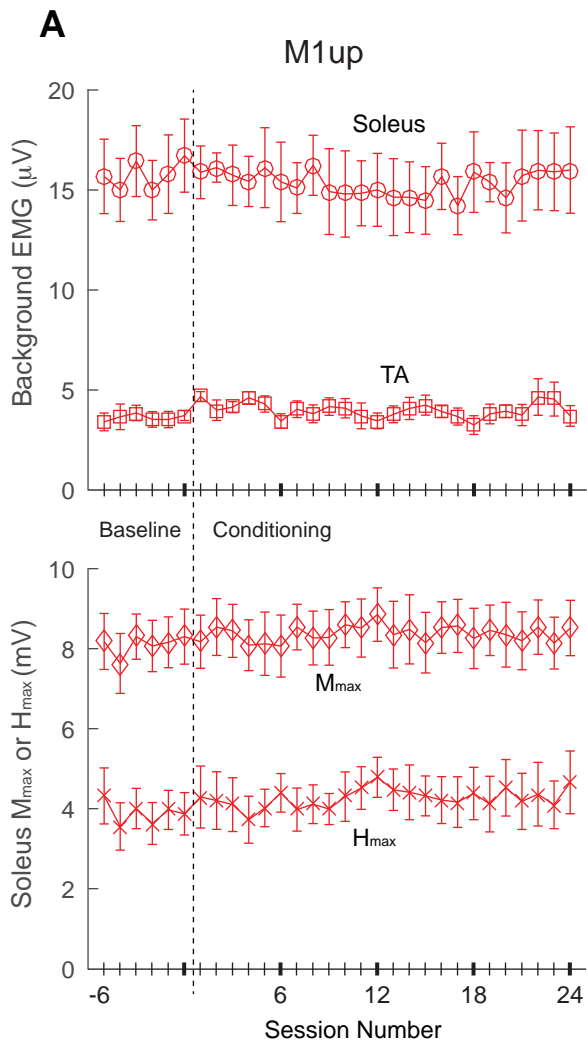 A
M1up
20
Soleus
15
Background EMG (μV)
10
TA
5
0
Baseline Conditioning
10
8
Mmax
Soleus Mmax or Hmax (mV)
6
4
Hmax
2
0
-6 6 12 18 24
Session Number